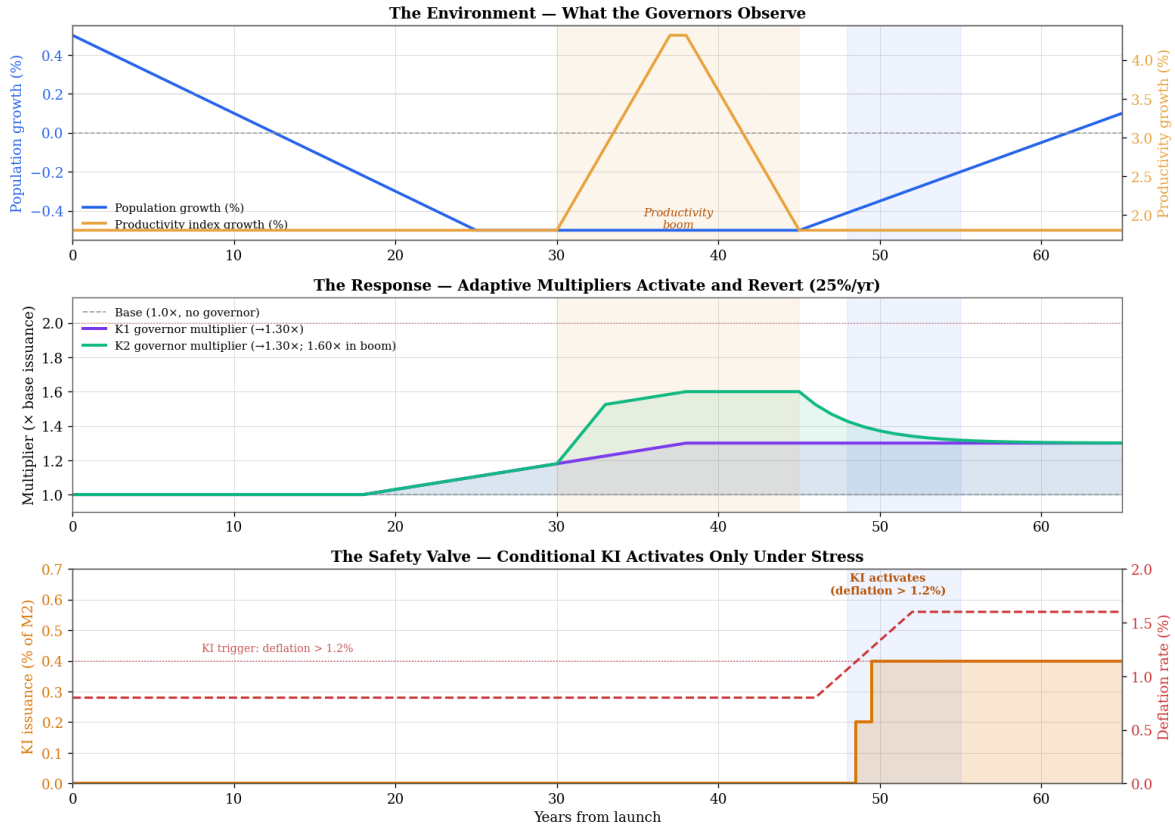 The Environment — What the Governors Observe
Population growth (%)
0.4
0.2
0.0
−0.2
−0.4
4.0
3.5
3.0
2.5
2.0
Productivity growth (%)
Population growth (%)
Productivity index growth (%)
Productivity
boom
0 10 20 30 40 50 60
The Response — Adaptive Multipliers Activate and Revert (25%/yr)
Multiplier (× base issuance)
2.0
1.8
1.6
1.4
1.2
1.0
Base (1.0×, no governor)
K1 governor multiplier (→1.30×)
K2 governor multiplier (→1.30×; 1.60× in boom)
0 10 20 30 40 50 60
The Safety Valve — Conditional KI Activates Only Under Stress
KI issuance (% of M2)
0.7
0.6
0.5
0.4
0.3
0.2
0.1
0.0
KI trigger: deflation > 1.2%
KI activates
(deflation > 1.2%)
2.0
1.5
1.0
0.5
0.0
Deflation rate (%)
0 10 20 30 40 50 60
Years from launch